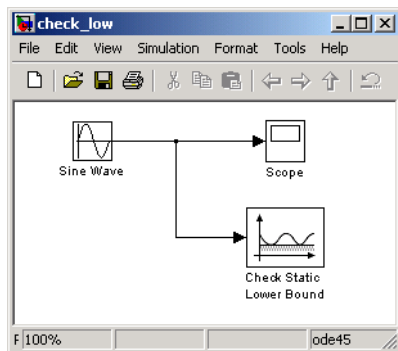 check_low
File Edit View Simulation Format Tools Help
Sine Wave
Scope
Check Static
Lower Bound
F 100% ode45